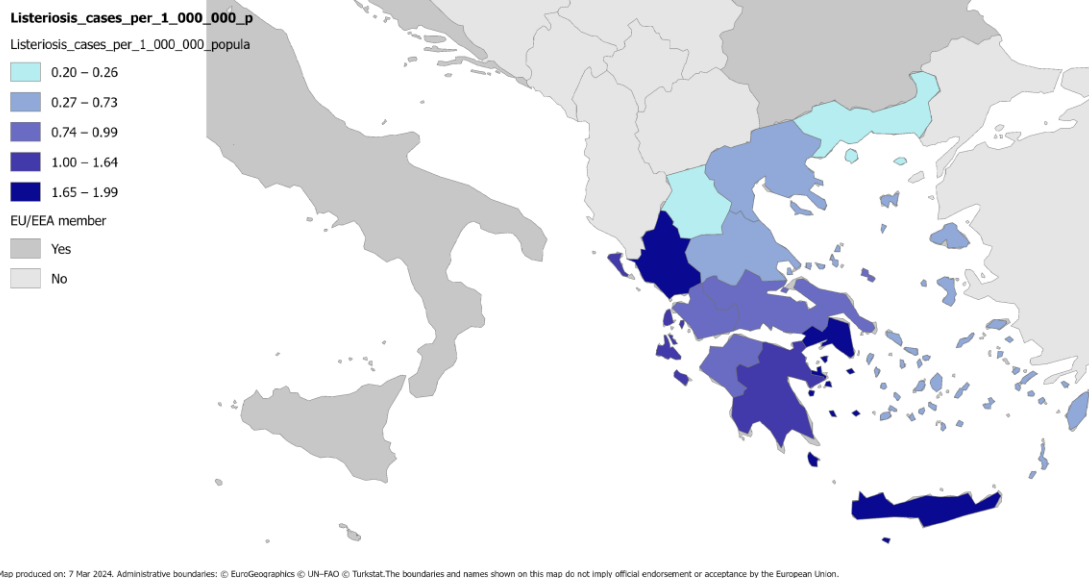 Listeriosis_cases_per_1_000_000_p
Listeriosis_cases_per_1_000_000_popula
0.20 – 0.26
0.27 – 0.73
0.74 – 0.99
1.00 – 1.64
1.65 – 1.99
EU/EEA member
Yes
No
Map produced on: 7 Mar 2024. Administrative boundaries: © EuroGeographics © UN–FAO © Turkstat.The boundaries and names shown on this map do not imply official endorsement or acceptance by the European Union.